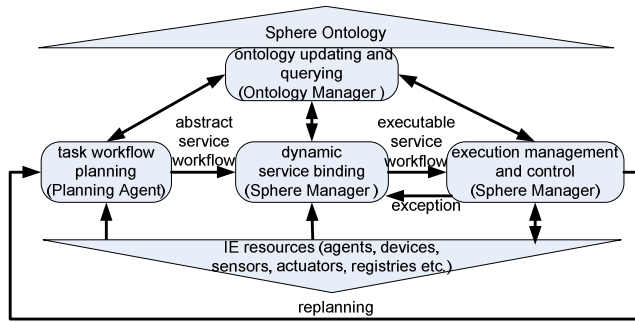 Sphere Ontology
ontology updating and
querying
(Ontology Manager )
abstract
service
workflow
executable
service
workflow
task workflow
planning
(Planning Agent)
dynamic
service binding
(Sphere Manager )
execution management
and control
(Sphere Manager)
exception
IE resources (agents, devices,
sensors, actuators, registries etc.)
replanning